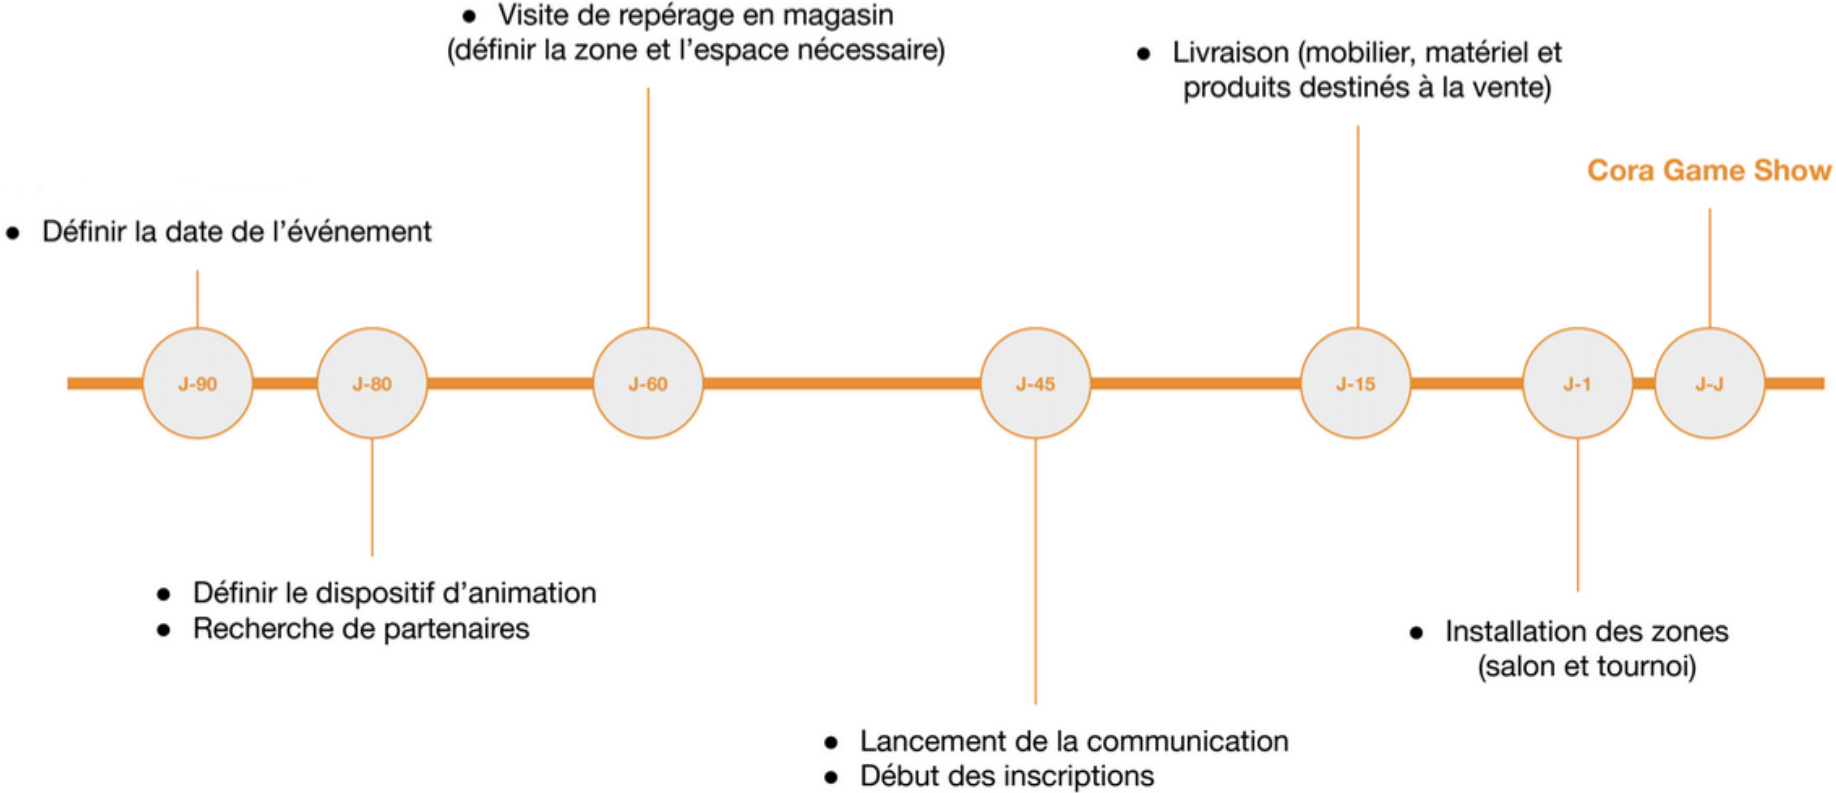 ● Visite de repérage en magasin
(définir la zone et l’espace nécessaire)
● Livraison (mobilier, matériel et
produits destinés à la vente)
Cora Game Show
● Définir la date de l’événement
J-90
J-80
J-60
J-45
J-15
J-1
J-J
● Définir le dispositif d’animation
● Recherche de partenaires
● Installation des zones
(salon et tournoi)
● Lancement de la communication
● Début des inscriptions